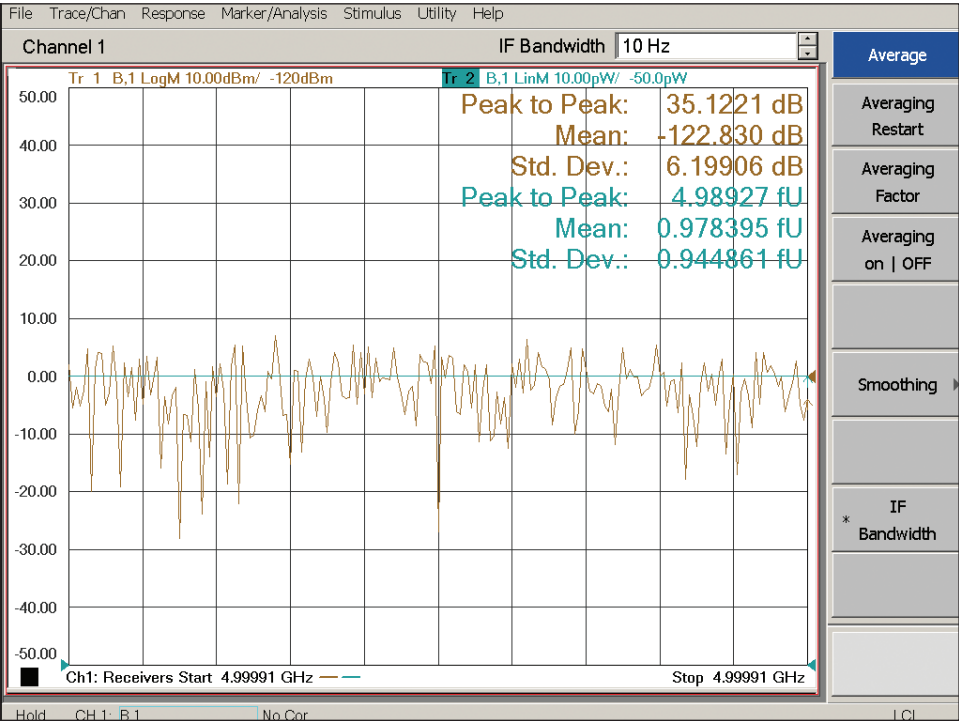 File Trace/Chan Response Marker/Analysis Stimulus Utility Help
Channel 1
IF Bandwidth 10 Hz
Tr 1 B,1 LogM 10.00dBm/ -120dBm
Tr 2 B,1 LinM 10.00pW/ -50.0pW
Peak to Peak: 35.1221 dB
Mean: -122.830 dB
Std. Dev.: 6.19906 dB
Peak to Peak: 4.98927 fU
Mean: 0.978395 fU
Std. Dev.: 0.944861 fU
50.00
40.00
30.00
20.00
10.00
0.00
-10.00
-20.00
-30.00
-40.00
-50.00
Ch1: Receivers Start 4.99991 GHz
Stop 4.99991 GHz
Average
Averaging
Restart
Averaging
Factor
Averaging
on | OFF
Smoothing
* IF
Bandwidth
Hold CH 1: B,1 No Cor LCL